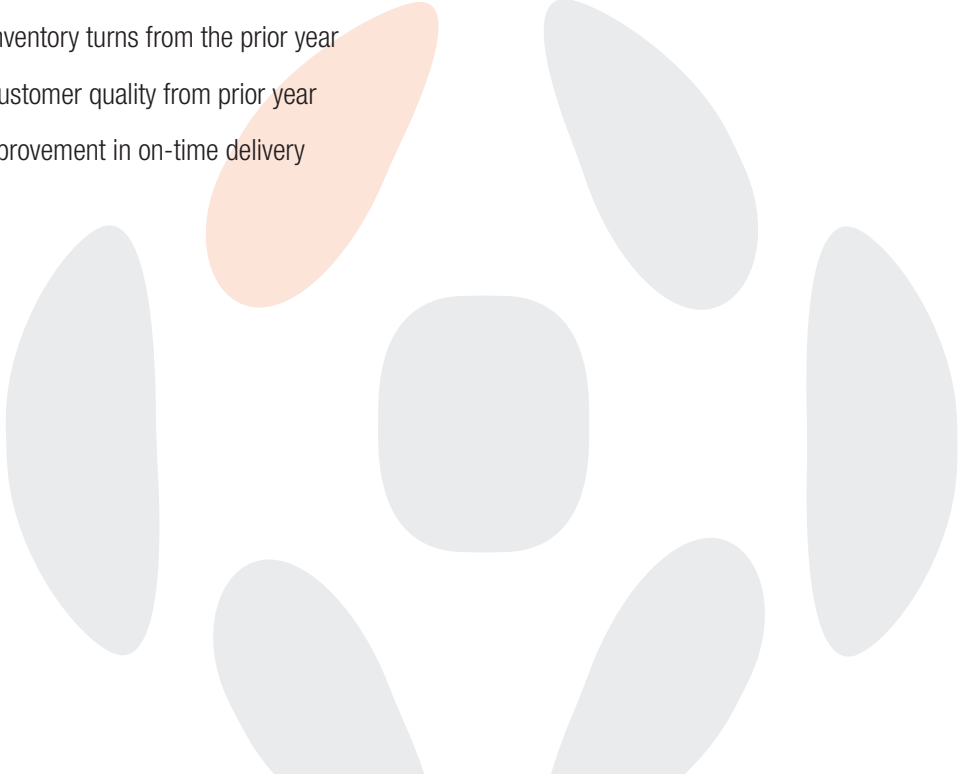 nventory turns from the prior year
ustomer quality from prior year
provement in on-time delivery